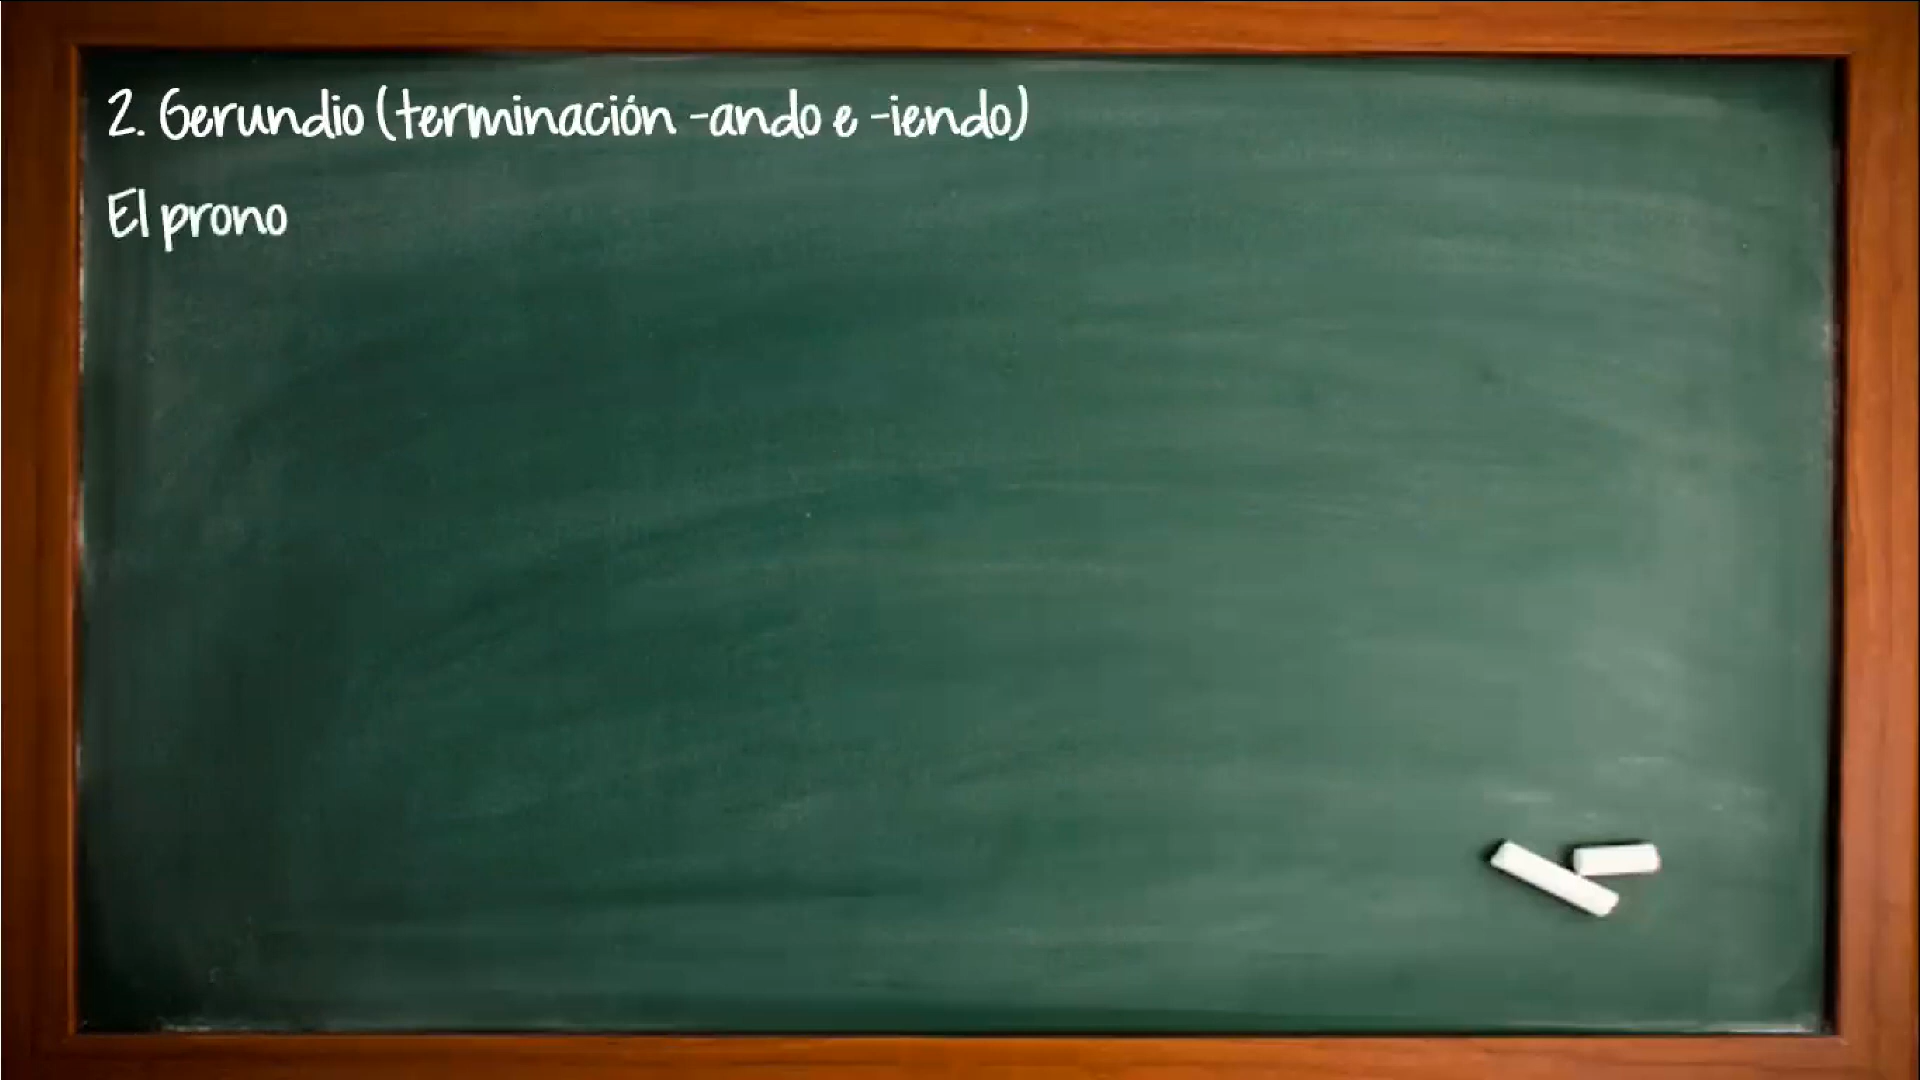 2. Gerundio (terminación -ando e -iendo)
El prono